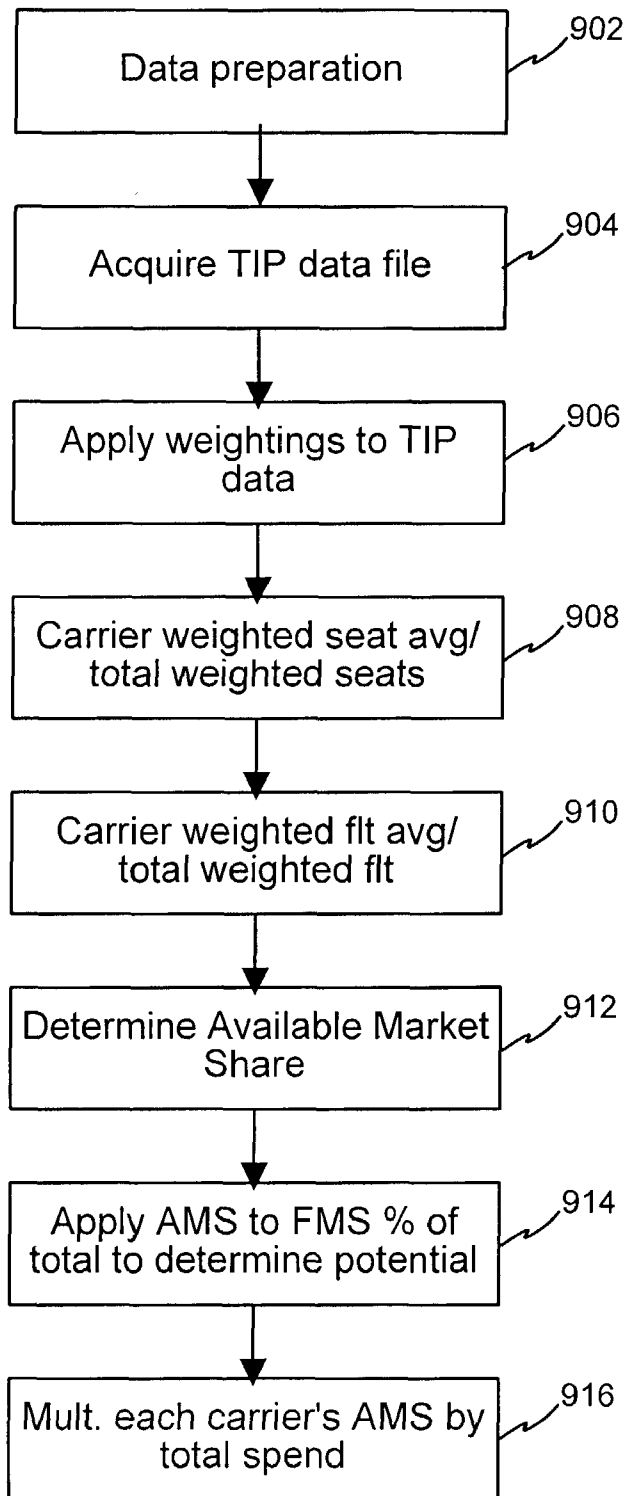 902
Data preparation
904
Acquire TIP data file
906
Apply weightings to TIP
data
908
Carrier weighted seat avg/
total weighted seats
910
Carrier weighted flt avg/
total weighted flt
912
Determine Available Market
Share
914
Apply AMS to FMS % of
total to determine potential
916
Mult. each carrier's AMS by
total spend